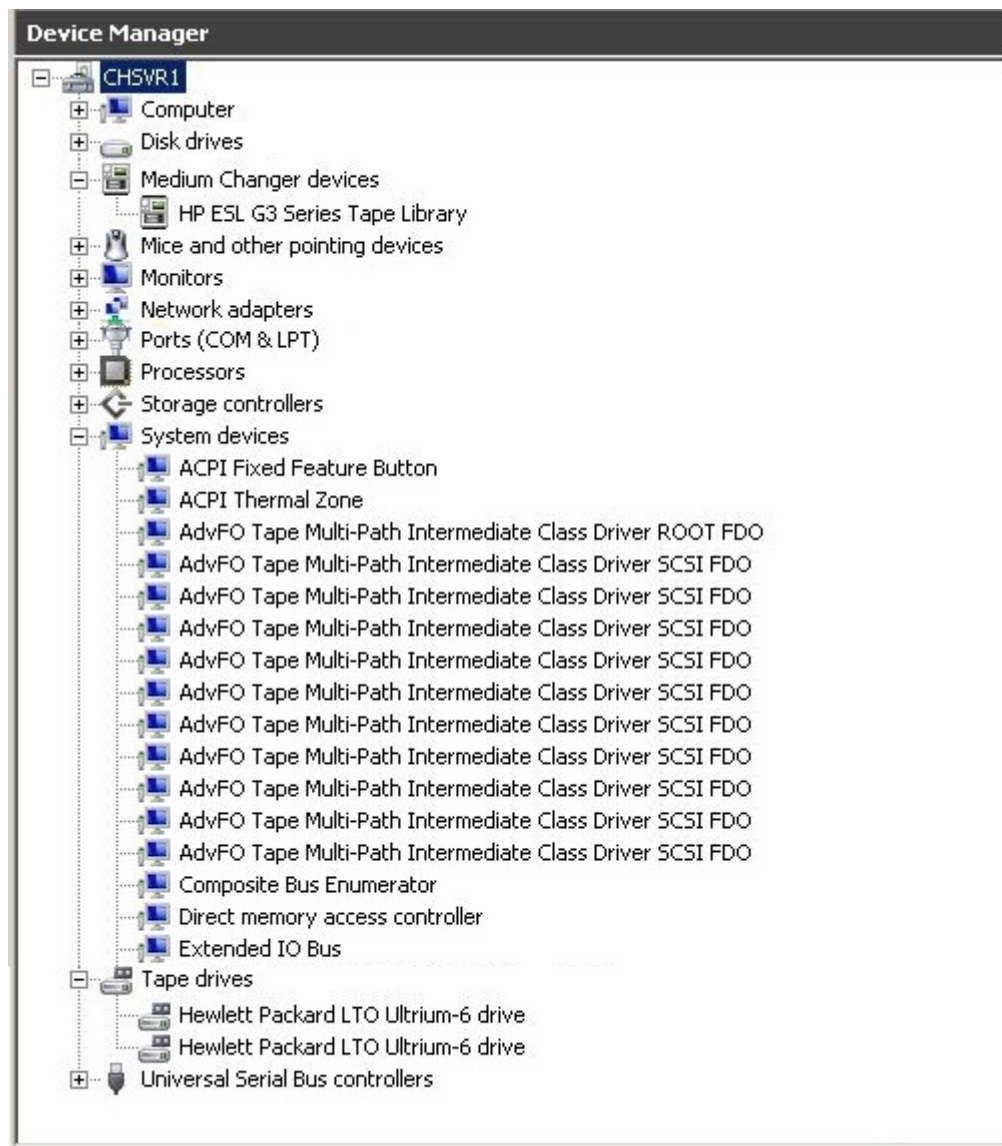 Device Manager
CHSVR1
Computer
Disk drives
Medium Changer devices
HP ESL G3 Series Tape Library
Mice and other pointing devices
Monitors
Network adapters
Ports (COM & LPT)
Processors
Storage controllers
System devices
ACPI Fixed Feature Button
ACPI Thermal Zone
AdvFO Tape Multi-Path Intermediate Class Driver ROOT FDO
AdvFO Tape Multi-Path Intermediate Class Driver SCSI FDO
AdvFO Tape Multi-Path Intermediate Class Driver SCSI FDO
AdvFO Tape Multi-Path Intermediate Class Driver SCSI FDO
AdvFO Tape Multi-Path Intermediate Class Driver SCSI FDO
AdvFO Tape Multi-Path Intermediate Class Driver SCSI FDO
AdvFO Tape Multi-Path Intermediate Class Driver SCSI FDO
AdvFO Tape Multi-Path Intermediate Class Driver SCSI FDO
AdvFO Tape Multi-Path Intermediate Class Driver SCSI FDO
AdvFO Tape Multi-Path Intermediate Class Driver SCSI FDO
AdvFO Tape Multi-Path Intermediate Class Driver SCSI FDO
Composite Bus Enumerator
Direct memory access controller
Extended IO Bus
Tape drives
Hewlett Packard LTO Ultrium-6 drive
Hewlett Packard LTO Ultrium-6 drive
Universal Serial Bus controllers